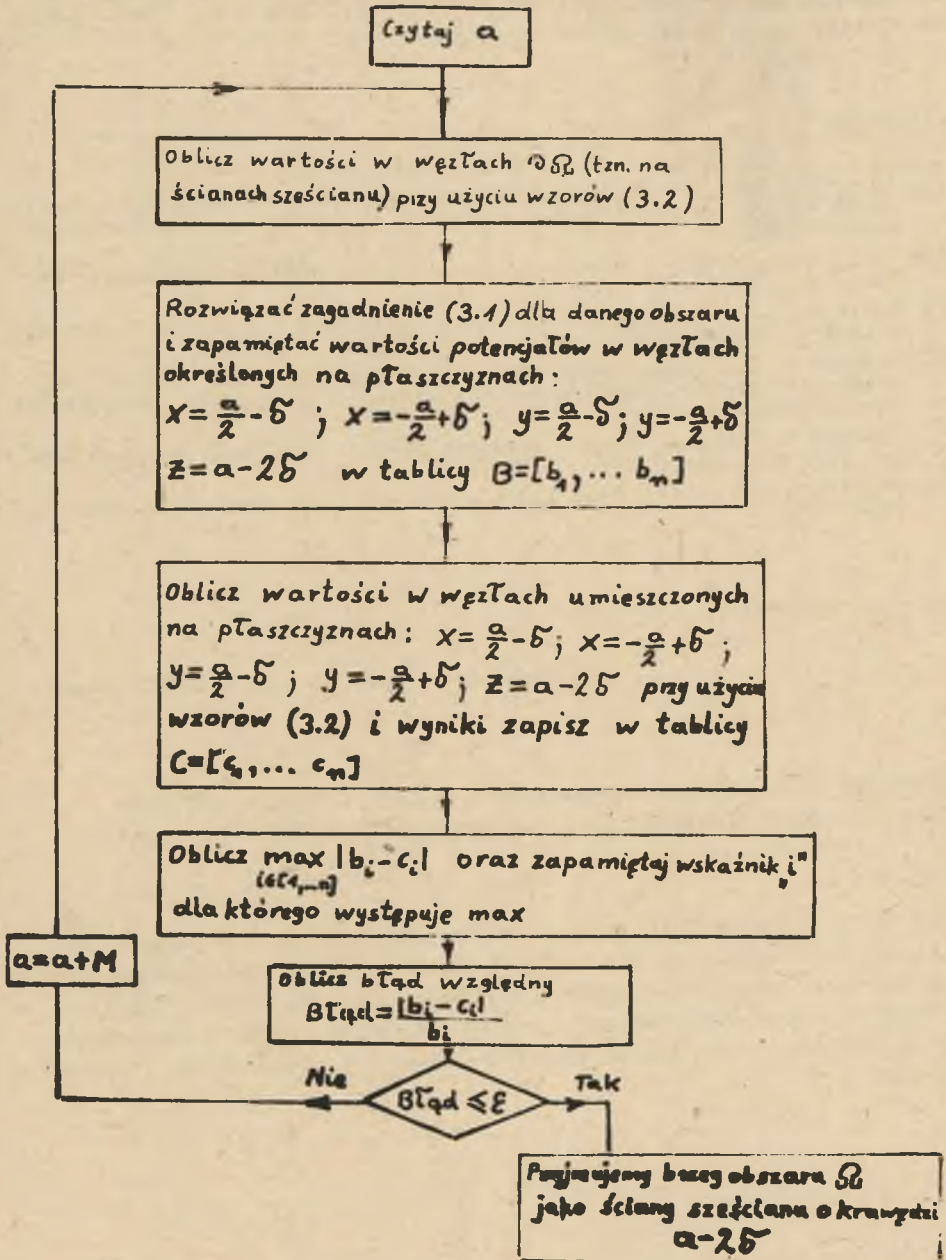 Czytaj a
Oblicz wartości w węzłach ∂Ω (tzn. na
ścianach sześcianu) przy użyciu wzorów (3.2)
Rozwiązać zagadnienie (3.1) dla danego obszaru
i zapamiętać wartości potencjałów w węzłach
określonych na płaszczyznach:
x = a/2 - δ ; x = -a/2 + δ ; y = a/2 - δ ; y = -a/2 + δ
z = a - 2δ w tablicy B = [b₁, ... bₙ]
Oblicz wartości w węzłach umieszczonych
na płaszczyznach: x = a/2 - δ ; x = -a/2 + δ ;
y = a/2 - δ ; y = -a/2 + δ ; z = a - 2δ przy użyciu
wzorów (3.2) i wyniki zapisz w tablicy
C = [c₁, ... cₙ]
Oblicz max |bᵢ - cᵢ| oraz zapamiętaj wskaźnik „i"
i∈[1,...n]
dla którego występuje max
a = a + M
Oblicz błąd względny
Błąd = |bᵢ - cᵢ| / bᵢ
Nie
Tak
Błąd ≤ ε
Przyjmujemy brzeg obszaru Ω
jako ściany sześcianu o krawędzi
a - 2δ